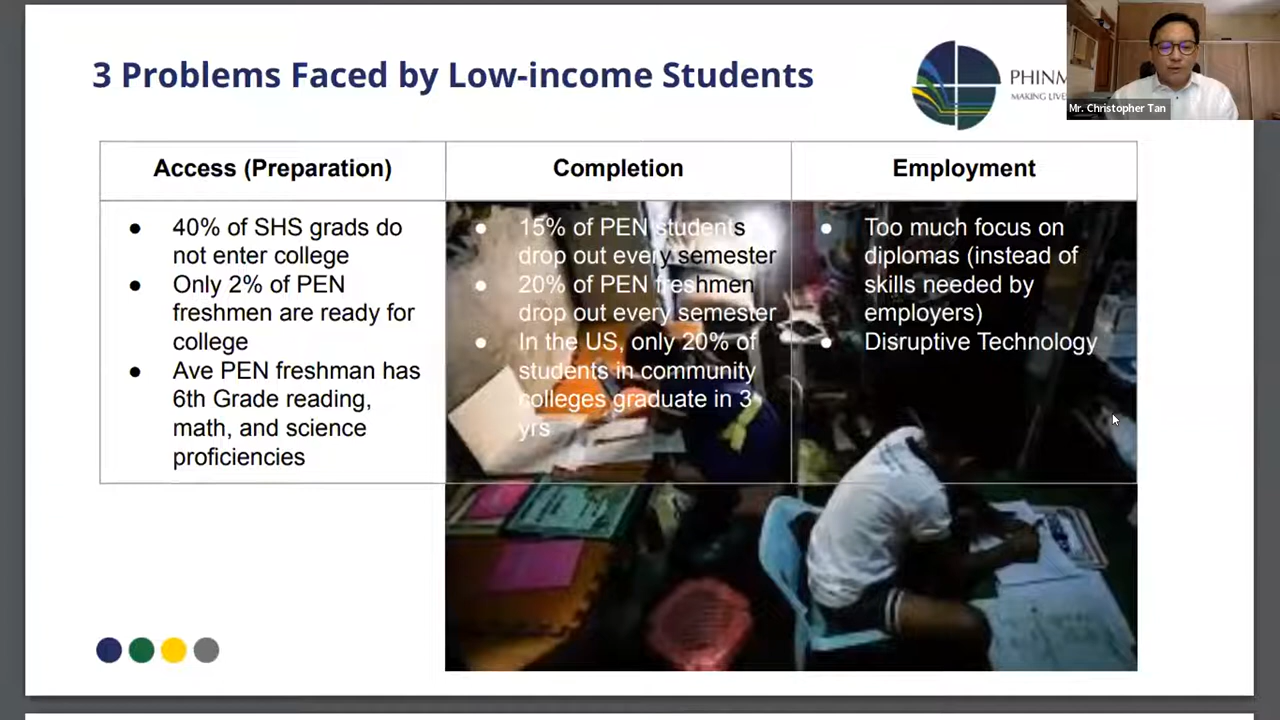 3 Problems Faced by Low-income Students
PHINM
MAKING LIVES
Mr. Christopher Tan
Access (Preparation)
Completion
Employment
● 40% of SHS grads do
not enter college
● Only 2% of PEN
freshmen are ready for
college
● Ave PEN freshman has
6th Grade reading,
math, and science
proficiencies
● 15% of PEN students
drop out every semester
● 20% of PEN freshmen
drop out every semester
● In the US, only 20% of
students in community
colleges graduate in 3
yrs
● Too much focus on
diplomas (instead of
skills needed by
employers)
● Disruptive Technology